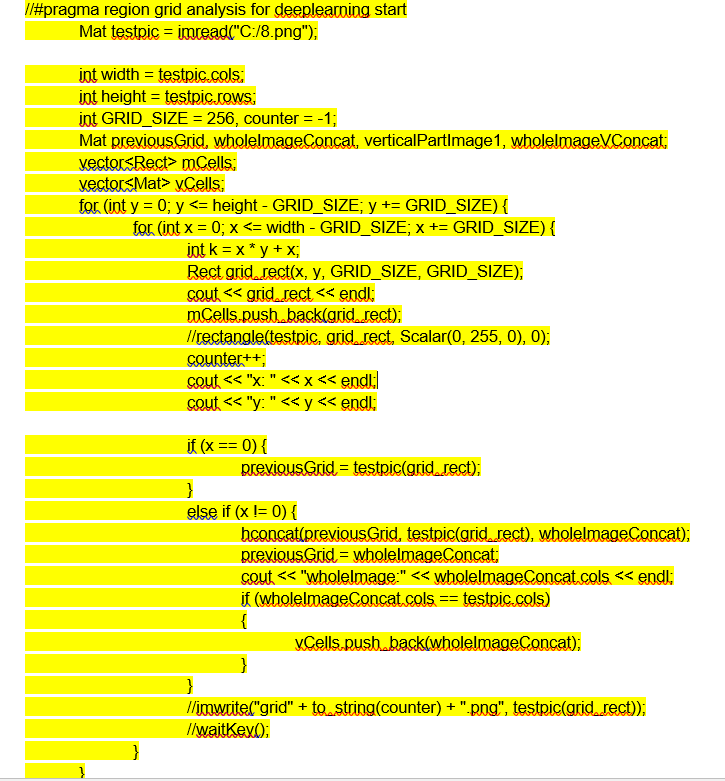 //#pragma region grid analysis for deeplearning start
Mat testpic = imread("C:/8.png");
int width = testpic.cols;
int height = testpic.rows;
int GRID_SIZE = 256, counter = -1;
Mat previousGrid, wholeImageConcat, verticalPartImage1, wholeImageVConcat;
vector<Rect> mCells;
vector<Mat> vCells;
for (int y = 0; y <= height - GRID_SIZE; y += GRID_SIZE) {
for (int x = 0; x <= width - GRID_SIZE; x += GRID_SIZE) {
int k = x * y + x;
Rect grid_rect(x, y, GRID_SIZE, GRID_SIZE);
cout << grid_rect << endl;
mCells.push_back(grid_rect);
//rectangle(testpic, grid_rect, Scalar(0, 255, 0), 0);
counter++;
cout << "x: " << x << endl;
cout << "y: " << y << endl;
if (x == 0) {
previousGrid = testpic(grid_rect);
}
else if (x != 0) {
hconcat(previousGrid, testpic(grid_rect), wholeImageConcat);
previousGrid = wholeImageConcat;
cout << "wholeImage:" << wholeImageConcat.cols << endl;
if (wholeImageConcat.cols == testpic.cols)
{
vCells.push_back(wholeImageConcat);
}
}
//imwrite("grid" + to_string(counter) + ".png", testpic(grid_rect));
//waitKey();
}
}